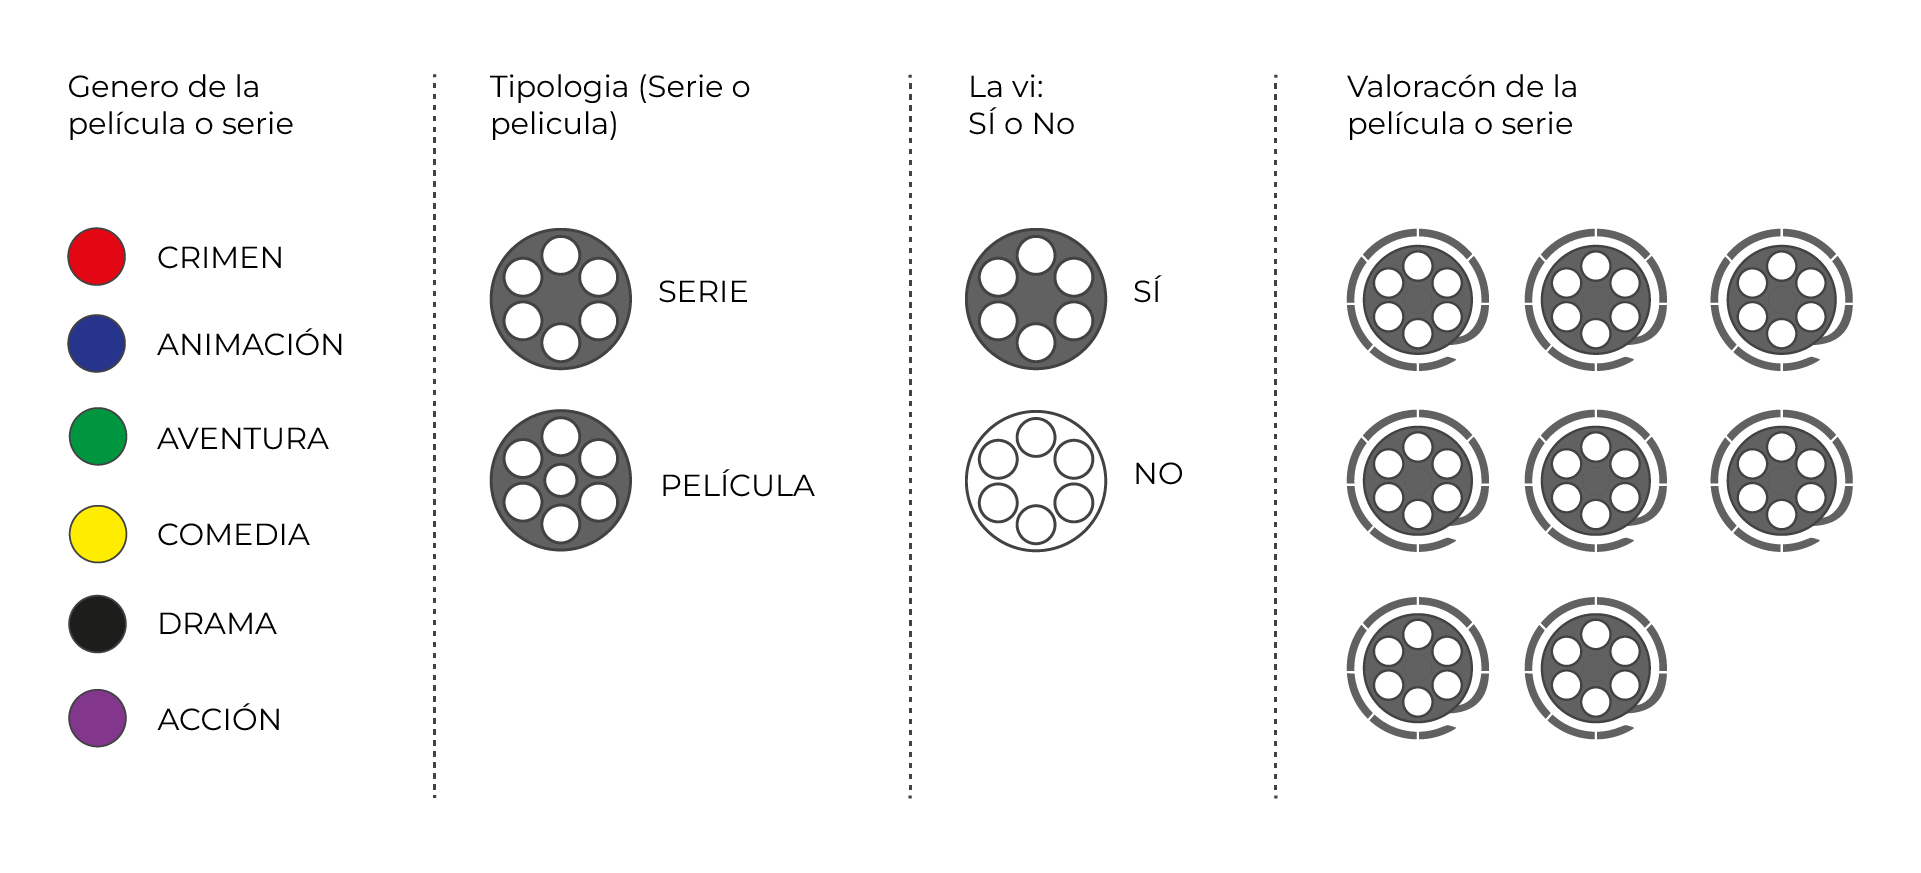 Genero de la
película o serie
CRIMEN
ANIMACIÓN
AVENTURA
COMEDIA
DRAMA
ACCIÓN
Tipologia (Serie o
pelicula)
SERIE
PELÍCULA
La vi:
SÍ o No
SÍ
NO
Valoracón de la
película o serie